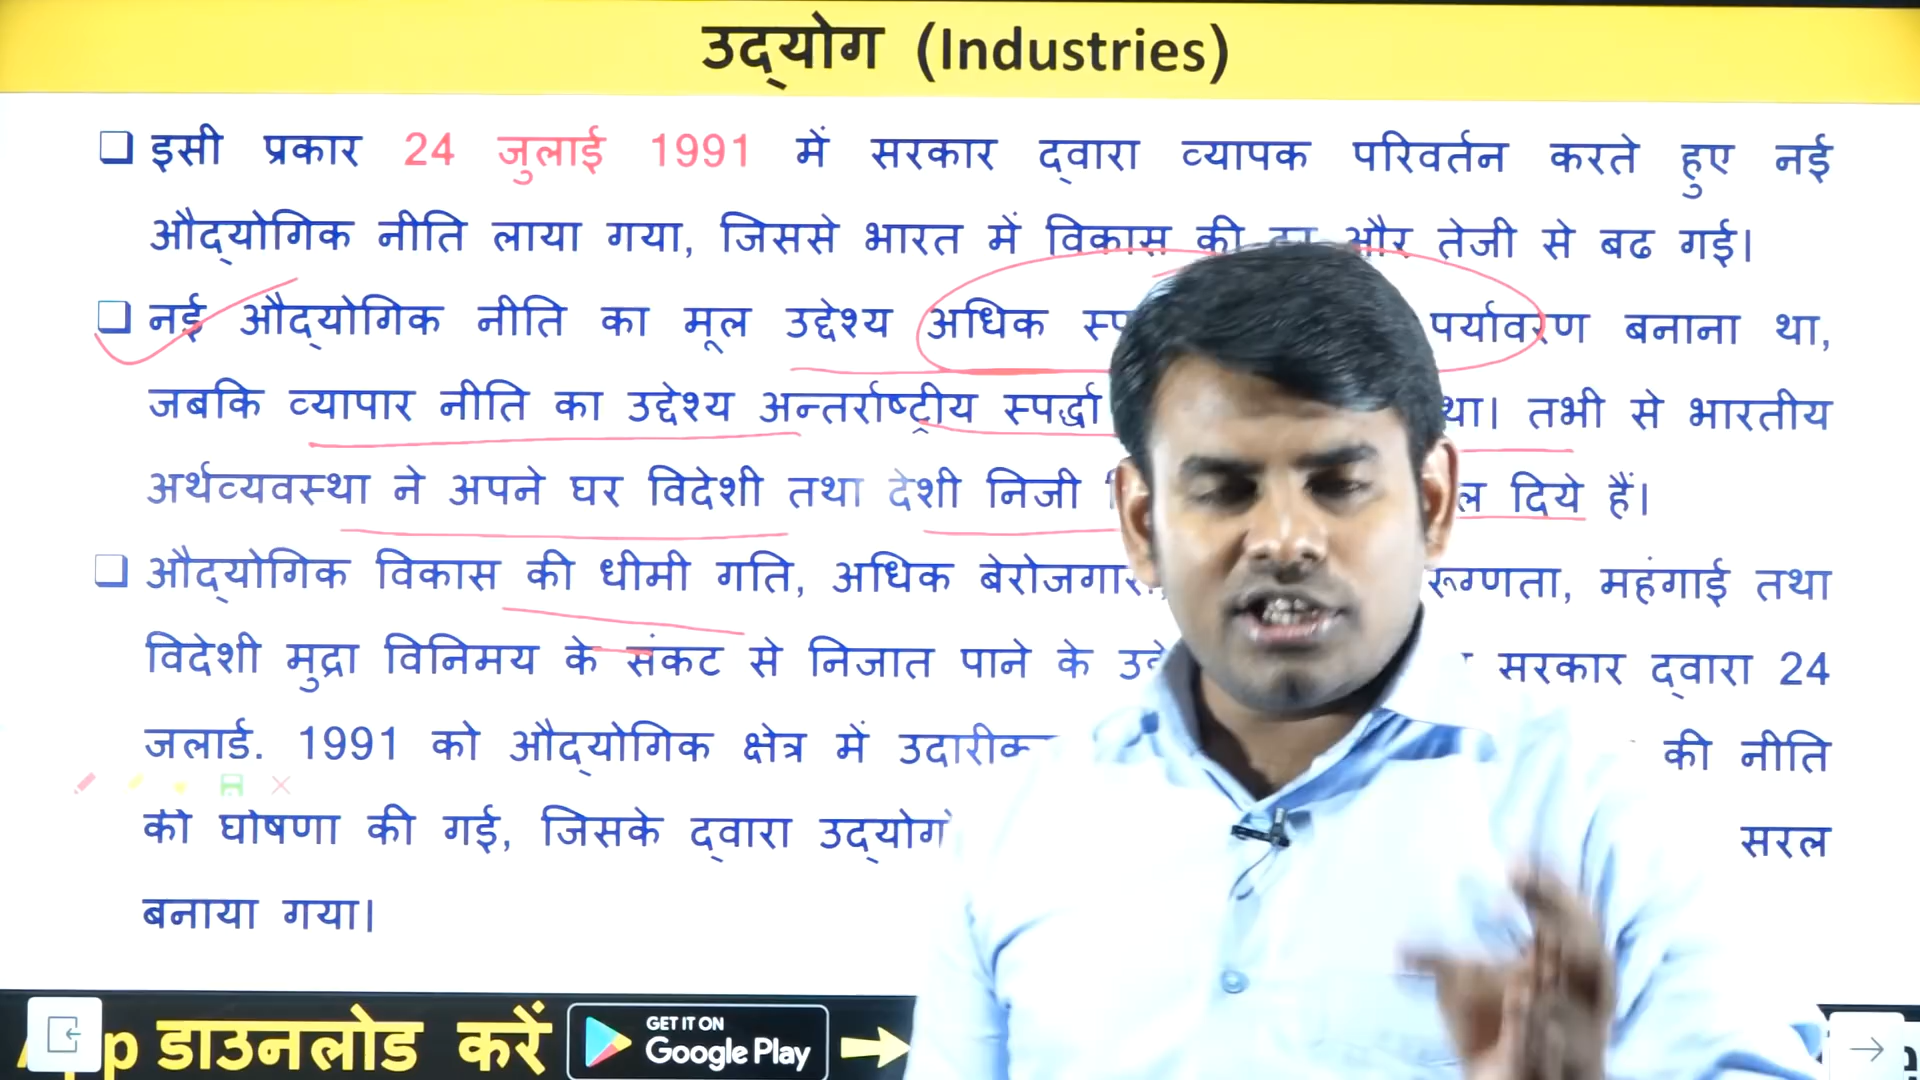 उद्योग (Industries)
इसी प्रकार 24 जुलाई 1991 में सरकार द्वारा व्यापक परिवर्तन करते हुए नई
औद्योगिक नीति लाया गया, जिससे भारत में विकास की और तेजी से बढ गई।
नई औद्योगिक नीति का मूल उद्देश्य अधिक पर्यावरण बनाना था,
जबकि व्यापार नीति का उद्देश्य अन्तर्राष्ट्रीय स्पर्द्धा था। तभी से भारतीय
अर्थव्यवस्था ने अपने घर विदेशी तथा देशी निजी दिये हैं।
औद्योगिक विकास की धीमी गति, अधिक रूग्णता, महंगाई तथा
विदेशी मुद्रा विनिमय के संकट से निजात पाने के सरकार द्वारा 24
1991 को औद्योगिक क्षेत्र में की नीति
की घोषणा की गई, जिसके द्वारा सरल
बनाया गया।
डाउनलोड करें GET IT ON
Google Play